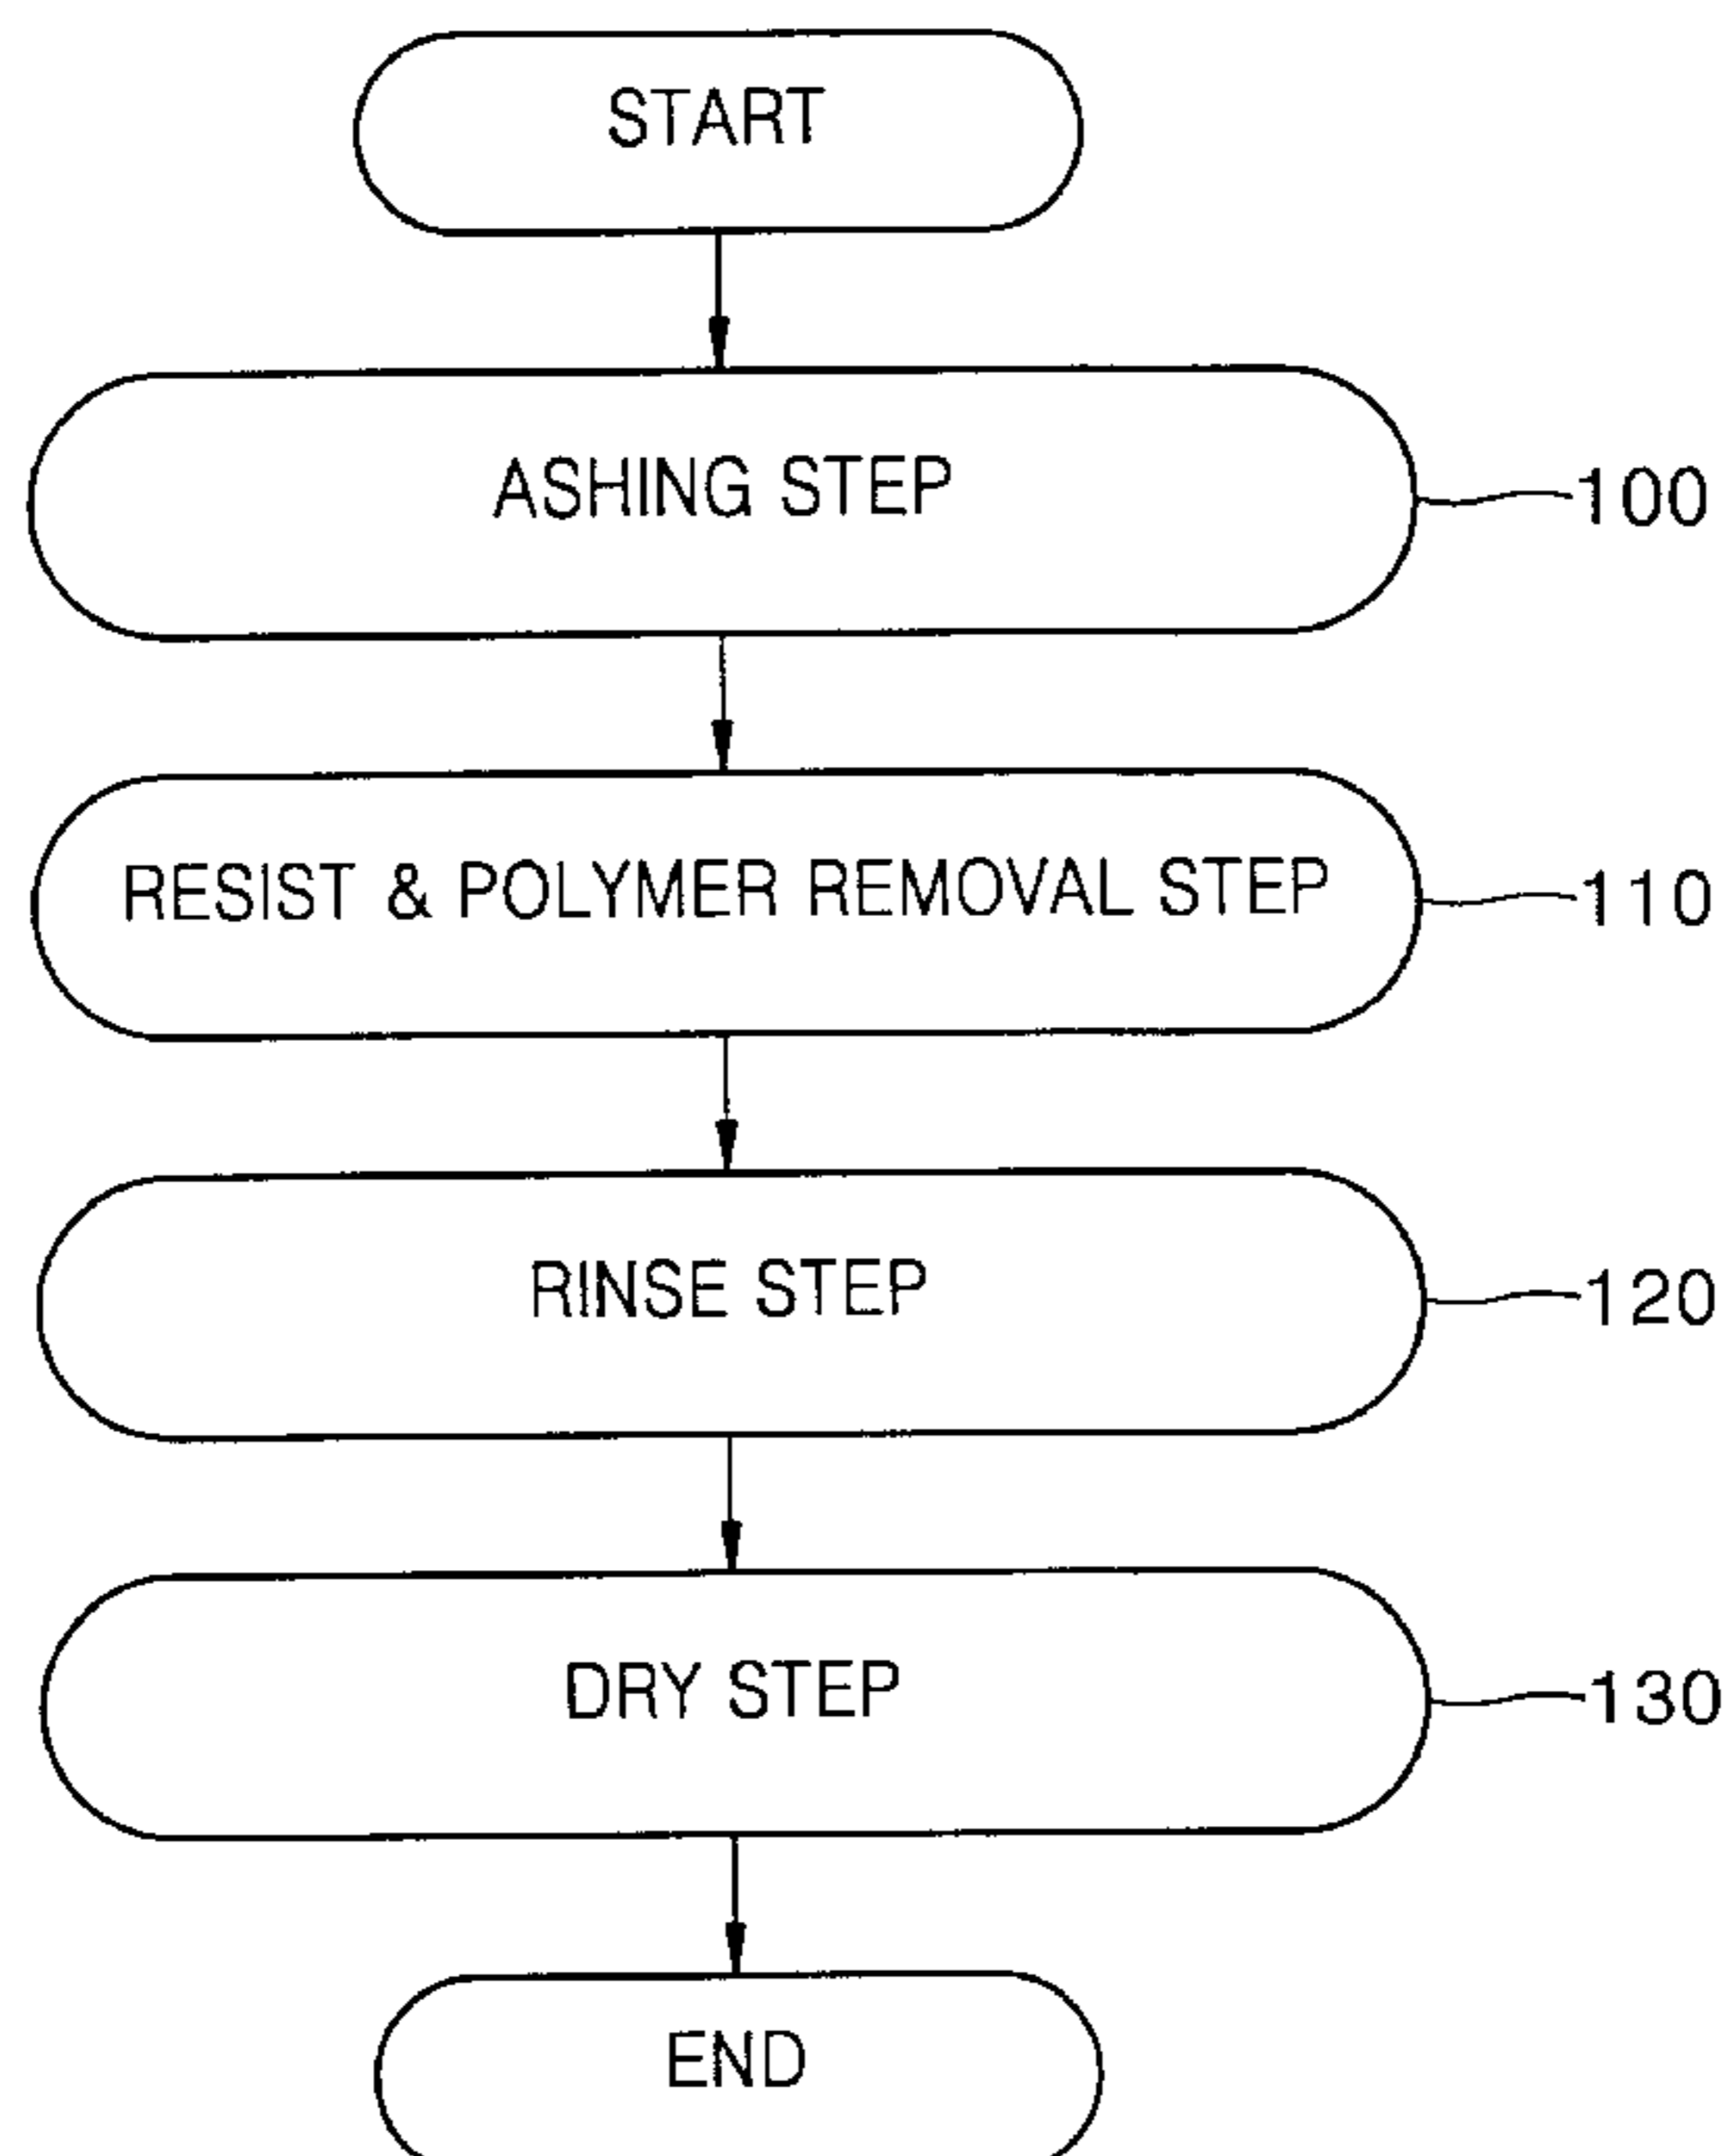 START
ASHING STEP
100
RESIST & POLYMER REMOVAL STEP
110
RINSE STEP
120
DRY STEP
130
END